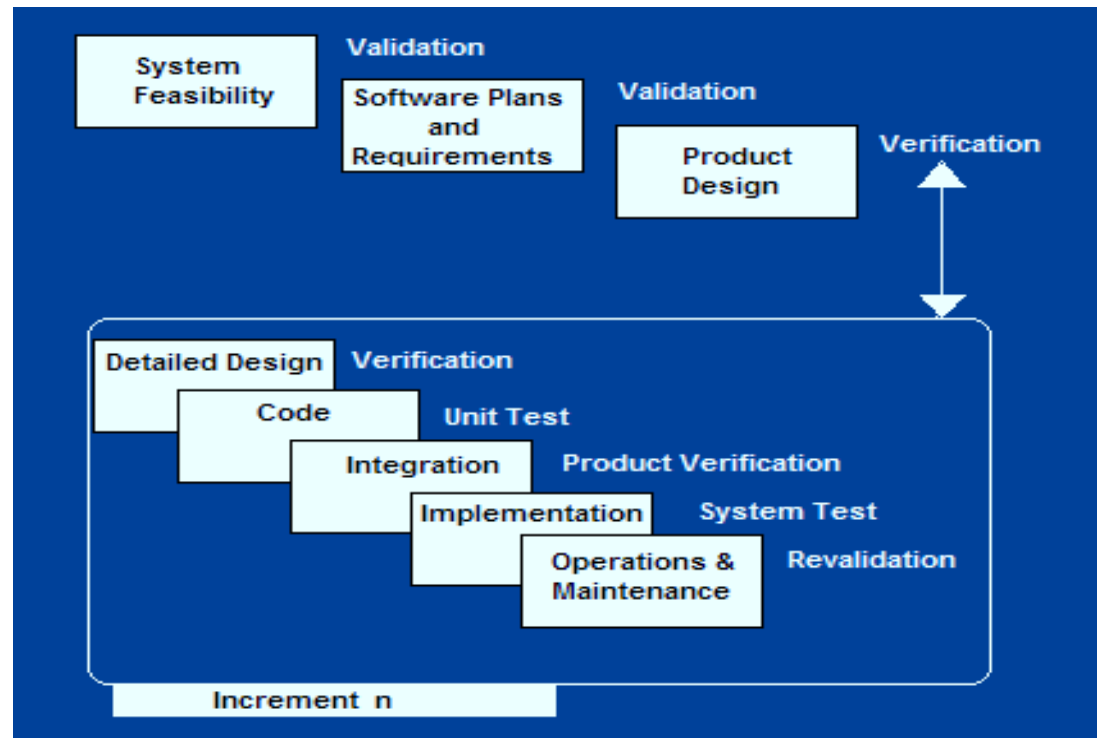 System
Feasibility
Validation
Software Plans
and
Requirements
Validation
Product
Design
Verification
Detailed Design
Verification
Code
Unit Test
Integration
Product Verification
Implementation
System Test
Operations &
Maintenance
Revalidation
Increment n